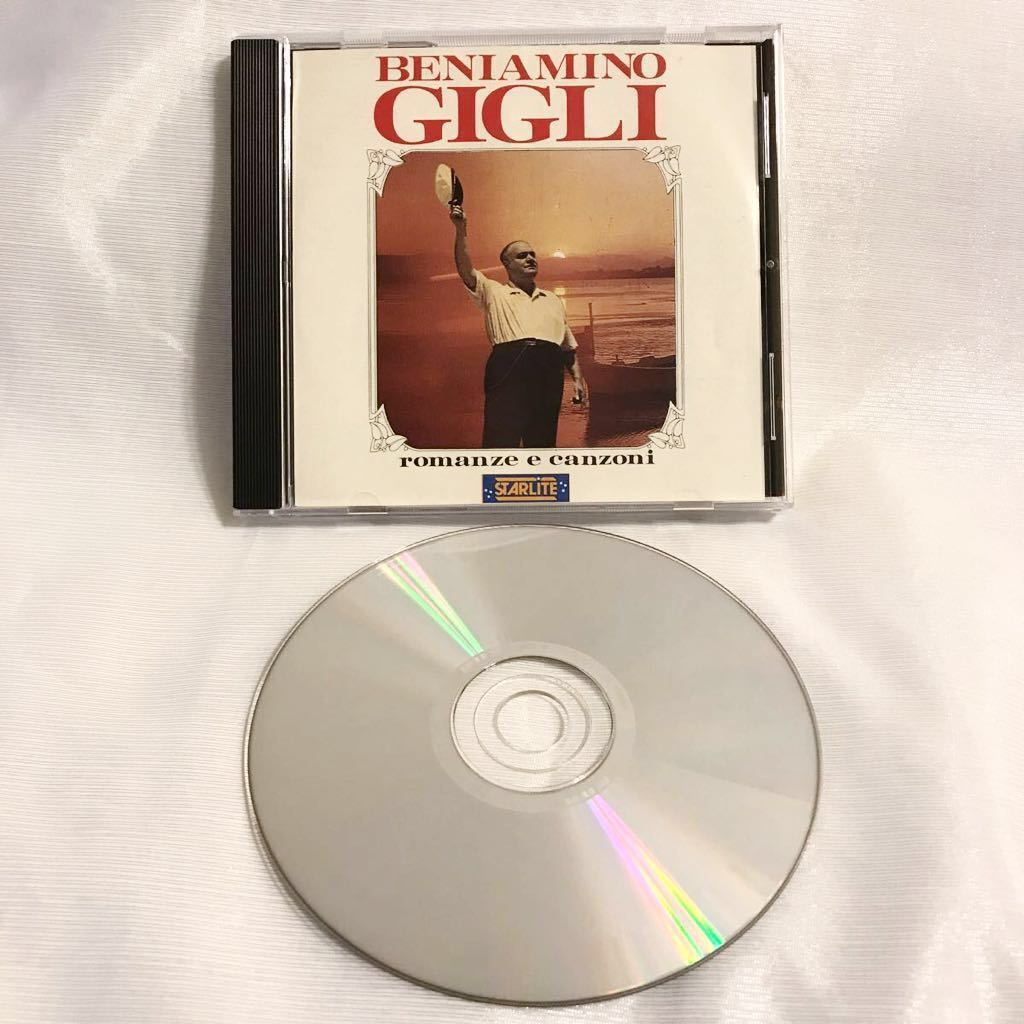 BENIAMINO
GIGLI
romanze e canzoni
STARLITE